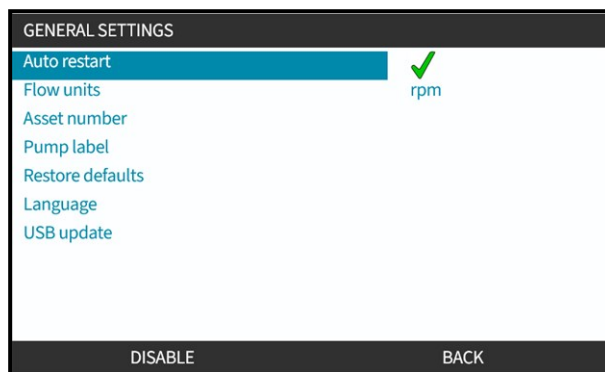 GENERAL SETTINGS
Auto restart
Flow units rpm
Asset number
Pump label
Restore defaults
Language
USB update
DISABLE BACK